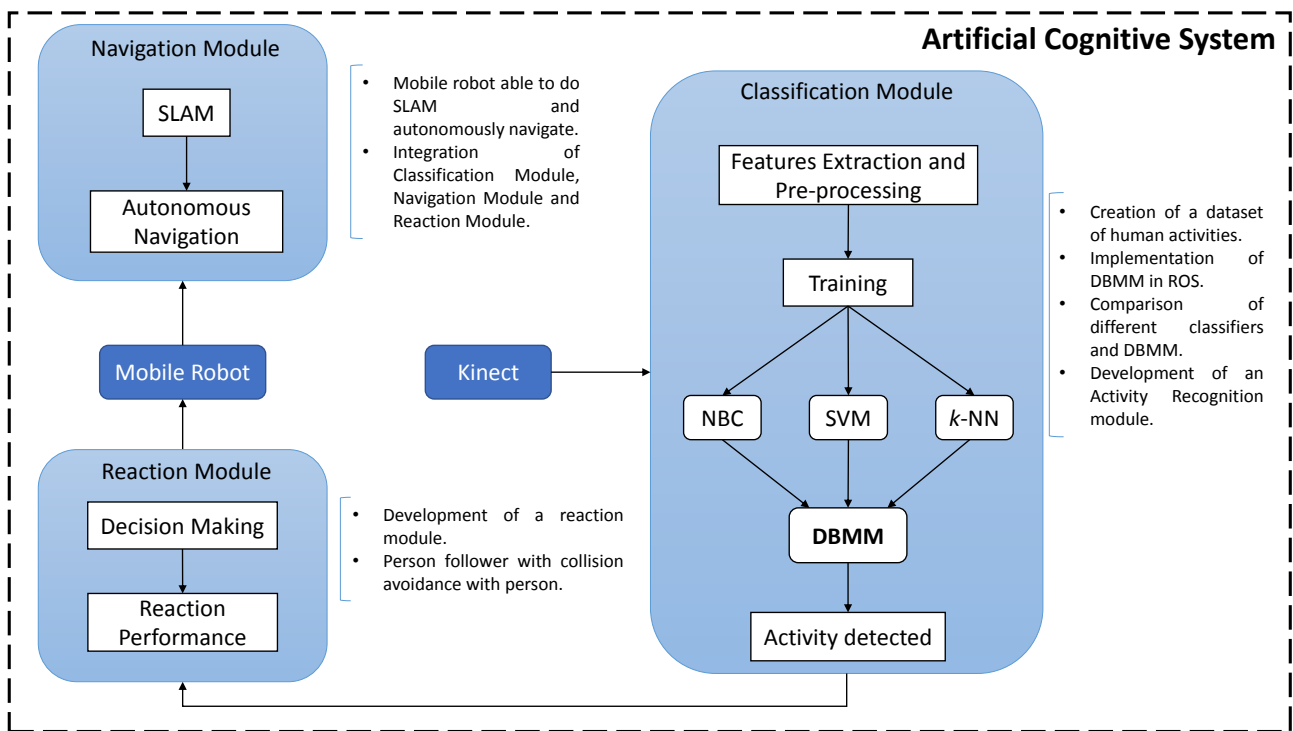 Artificial Cognitive System
Navigation Module
SLAM
Autonomous
Navigation
• Mobile robot able to do
SLAM and
autonomously navigate.
• Integration of
Classification Module,
Navigation Module and
Reaction Module.
Mobile Robot
Kinect
Reaction Module
Decision Making
Reaction
Performance
• Development of a reaction
module.
• Person follower with collision
avoidance with person.
Classification Module
Features Extraction and
Pre-processing
Training
NBC
SVM
k-NN
DBMM
Activity detected
• Creation of a dataset
of human activities.
• Implementation of
DBMM in ROS.
• Comparison of
different classifiers
and DBMM.
• Development of an
Activity Recognition
module.